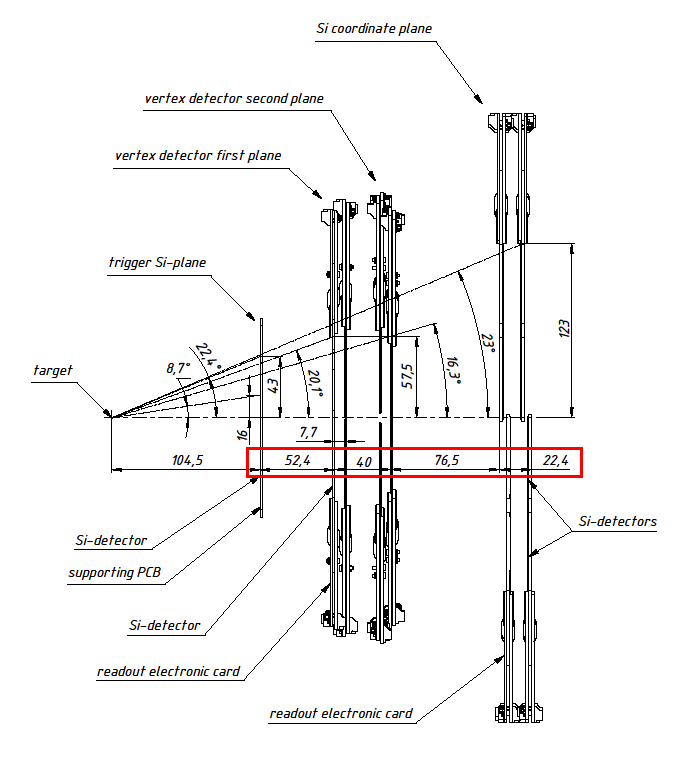 Si coordinate plane
vertex detector second plane
vertex detector first plane
trigger Si-plane
target
8,7°
22,4°
43
20,1°
57,5
16,3°
23°
123
16
7,7
104,5
52,4
40
76,5
22,4
Si-detector
Si-detectors
supporting PCB
Si-detector
readout electronic card
readout electronic card